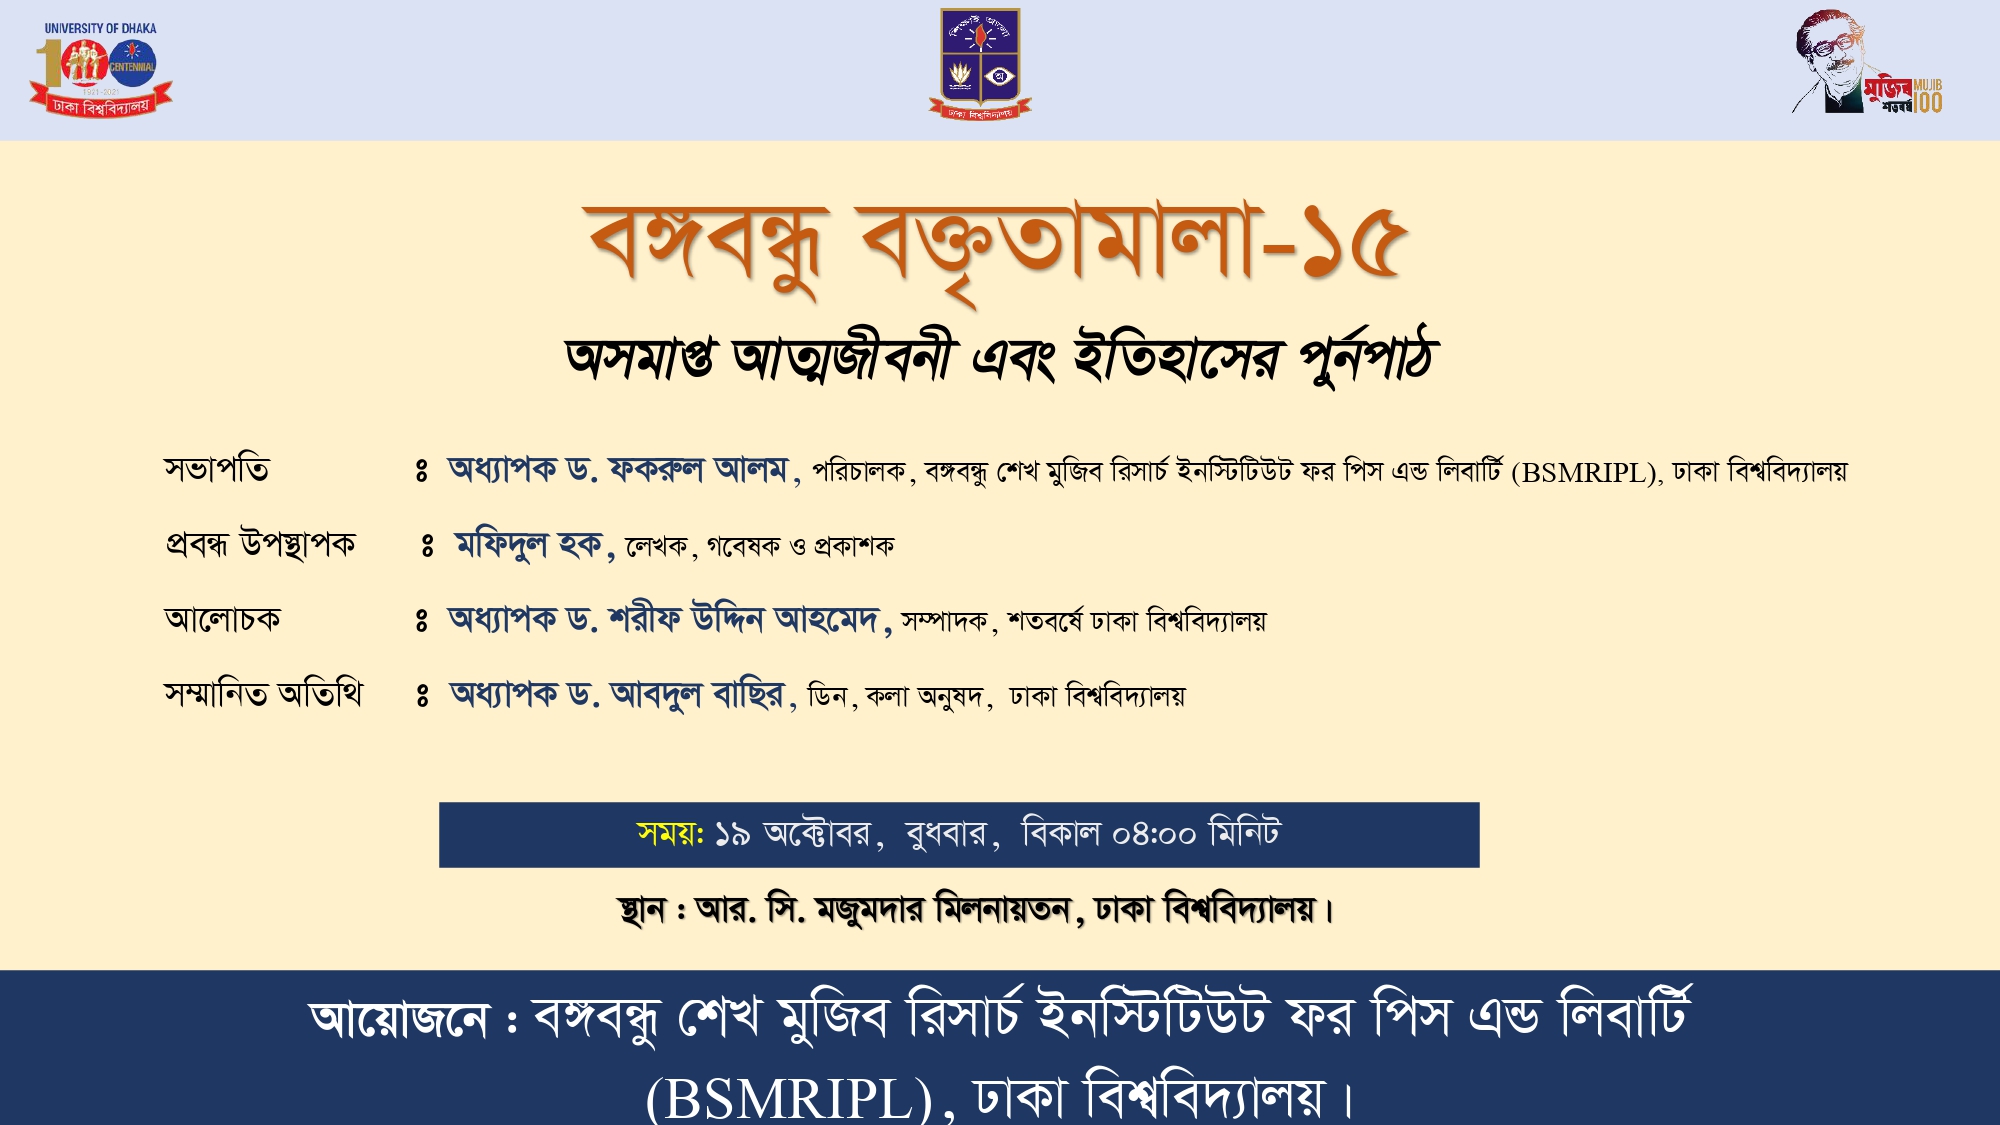 UNIVERSITY OF DHAKA
100
CENTENNIAL
1921-2021
ঢাকা বিশ্ববিদ্যালয়
শিক্ষাই আলো
অ
ঢাকা বিশ্ববিদ্যালয়
মুজিব MUJIB
শতবর্ষ 100
বঙ্গবন্ধু বক্তৃতামালা-১৫
অসমাপ্ত আত্মজীবনী এবং ইতিহাসের পুর্নপাঠ
সভাপতি ঃ অধ্যাপক ড. ফকরুল আলম, পরিচালক, বঙ্গবন্ধু শেখ মুজিব রিসার্চ ইনস্টিটিউট ফর পিস এন্ড লিবার্টি (BSMRIPL), ঢাকা বিশ্ববিদ্যালয়
প্রবন্ধ উপস্থাপক ঃ মফিদুল হক, লেখক, গবেষক ও প্রকাশক
আলোচক ঃ অধ্যাপক ড. শরীফ উদ্দিন আহমেদ, সম্পাদক, শতবর্ষে ঢাকা বিশ্ববিদ্যালয়
সম্মানিত অতিথি ঃ অধ্যাপক ড. আবদুল বাছির, ডিন, কলা অনুষদ, ঢাকা বিশ্ববিদ্যালয়
সময়: ১৯ অক্টোবর, বুধবার, বিকাল ০৪:০০ মিনিট
স্থান : আর. সি. মজুমদার মিলনায়তন, ঢাকা বিশ্ববিদ্যালয়।
আয়োজনে : বঙ্গবন্ধু শেখ মুজিব রিসার্চ ইনস্টিটিউট ফর পিস এন্ড লিবার্টি
(BSMRIPL), ঢাকা বিশ্ববিদ্যালয়।